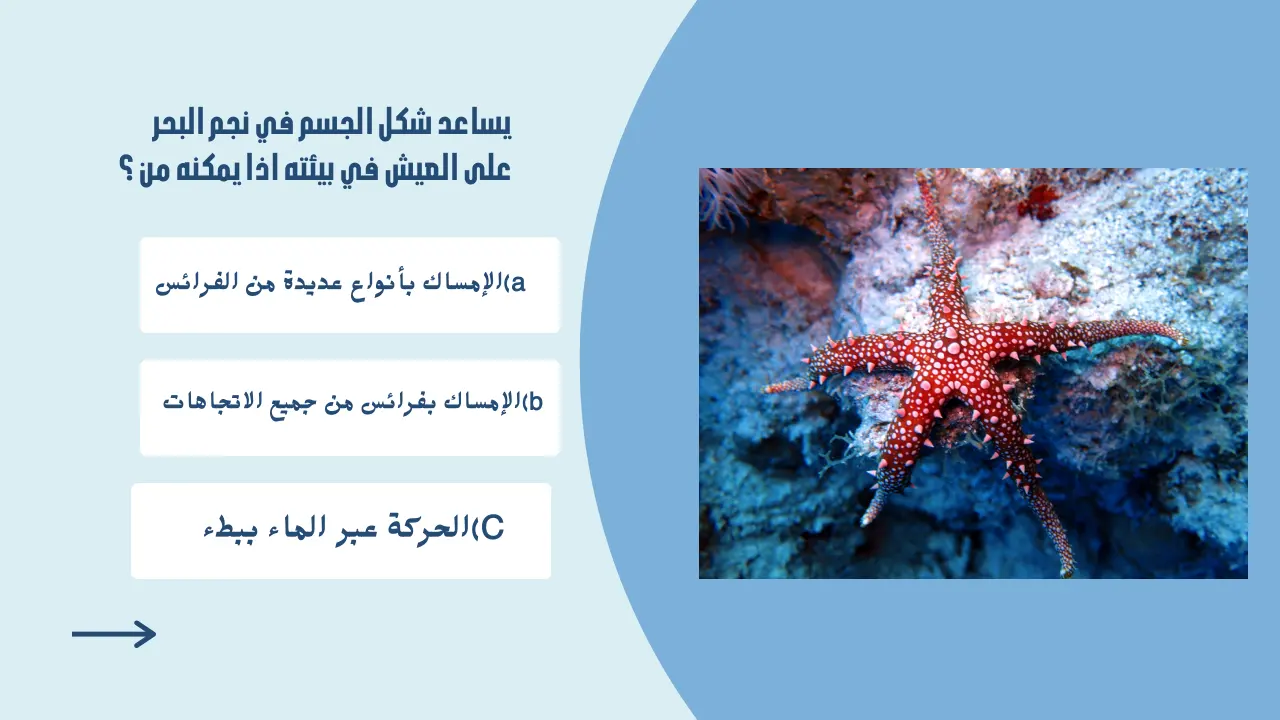 يساعد شكل الجسم في نجم البحر
على العيش في بيئته اذا يمكنه من ؟
a)الإمساك بأنواع عديدة من الفرائس
b)الإمساك بفرائس من جميع الاتجاهات
C)الحركة عبر الماء ببطء